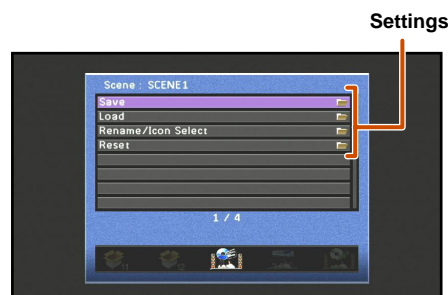 Settings
Scene : SCENE1
Save
Load
Rename/Icon Select
Reset
1 / 4